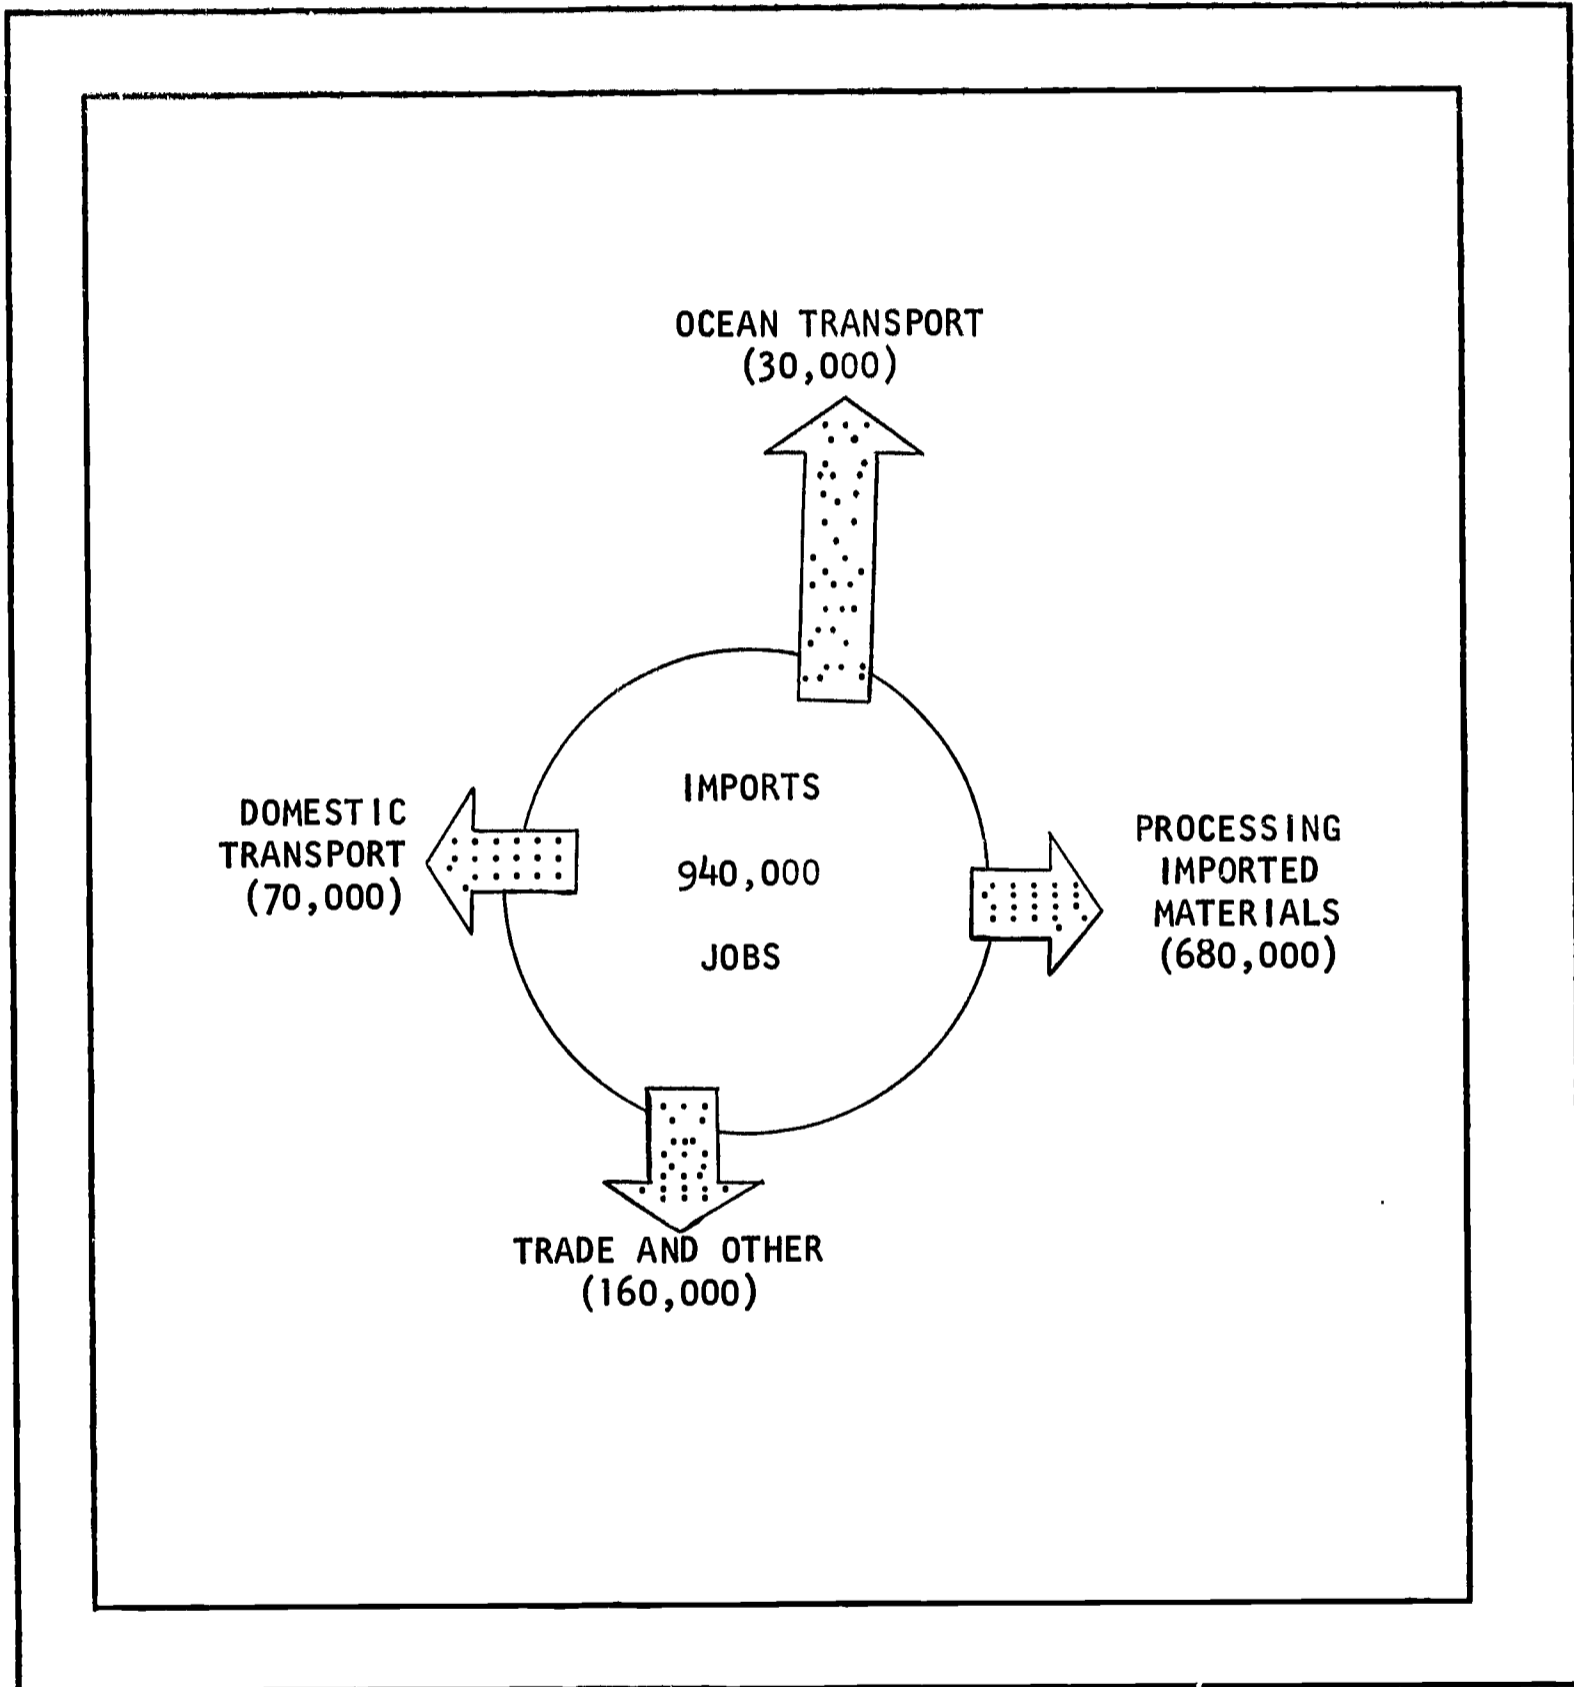 OCEAN TRANSPORT
(30,000)
IMPORTS
940,000
JOBS
DOMESTIC
TRANSPORT
(70,000)
PROCESSING
IMPORTED
MATERIALS
(680,000)
TRADE AND OTHER
(160,000)